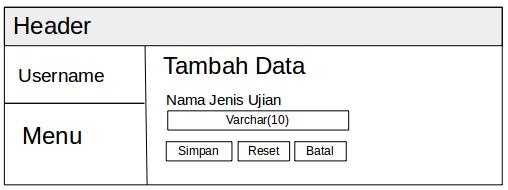 Header
Username
Menu
Tambah Data
Nama Jenis Ujian
Varchar(10)
Simpan Reset Batal